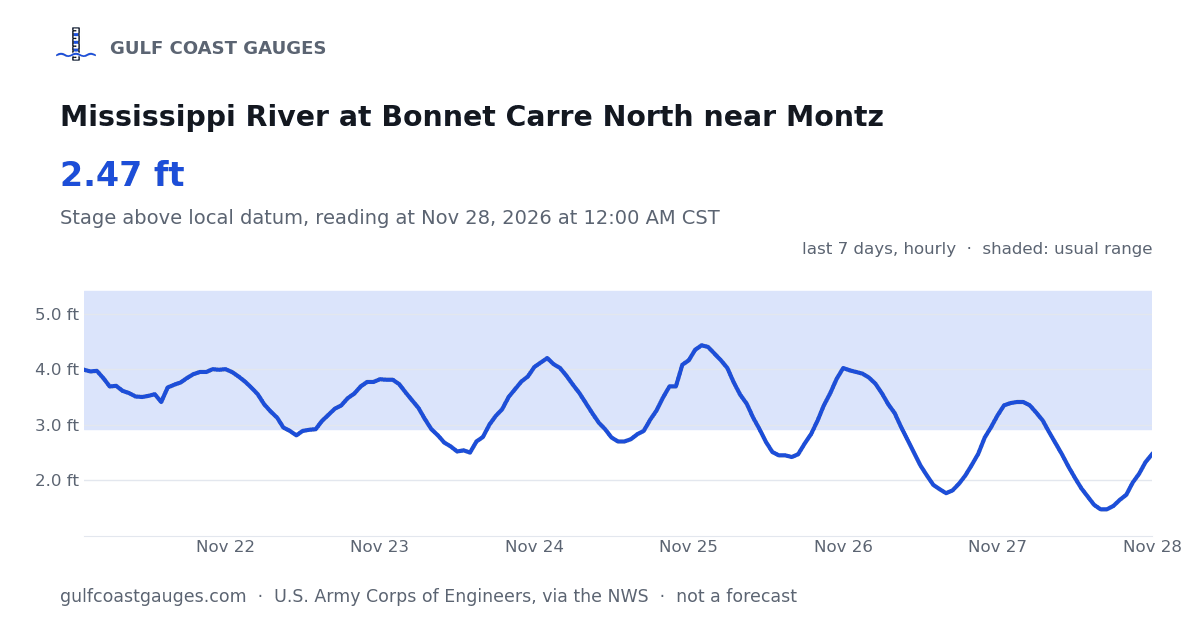 GULF COAST GAUGES
Mississippi River at Bonnet Carre North near Montz
2.47 ft
Stage above local datum, reading at Nov 28, 2026 at 12:00 AM CST
last 7 days, hourly · shaded: usual range
5.0 ft
4.0 ft
3.0 ft
2.0 ft
Nov 22 Nov 23 Nov 24 Nov 25 Nov 26 Nov 27 Nov 28
gulfcoastgauges.com · U.S. Army Corps of Engineers, via the NWS · not a forecast